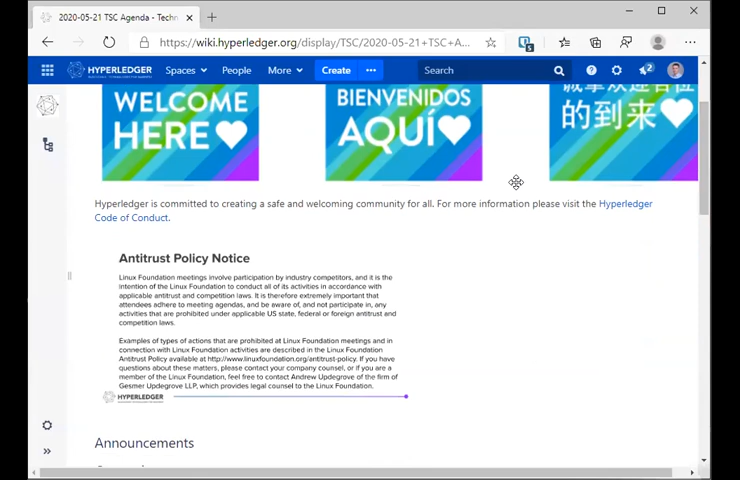 2020-05-21 TSC Agenda - Techn
https://wiki.hyperledger.org/display/TSC/2020-05-21+TSC+A...
5
HYPERLEDGER
Spaces
People
More
Create
Search
2
WELCOME
HERE
BIENVENIDOS
AQUÍ
诚挚欢迎各位
的到来
Hyperledger is committed to creating a safe and welcoming community for all. For more information please visit the Hyperledger
Code of Conduct.
Antitrust Policy Notice
Linux Foundation meetings involve participation by industry competitors, and it is the
intention of the Linux Foundation to conduct all of its activities in accordance with
applicable antitrust and competition laws. It is therefore extremely important that
attendees adhere to meeting agendas, and be aware of, and not participate in, any
activities that are prohibited under applicable US state, federal or foreign antitrust and
competition laws.
Examples of types of actions that are prohibited at Linux Foundation meetings and in
connection with Linux Foundation activities are described in the Linux Foundation
Antitrust Policy available at http://www.linuxfoundation.org/antitrust-policy. If you have
questions about these matters, please contact your company counsel, or if you are a
member of the Linux Foundation, feel free to contact Andrew Updegrove of the firm of
Gesmer Updegrove LLP, which provides legal counsel to the Linux Foundation.
HYPERLEDGER
Announcements